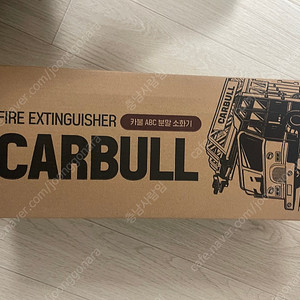 FIRE EXTINGUISHER
카불 ABC 분말 소화기
CARBULL
CARBULL